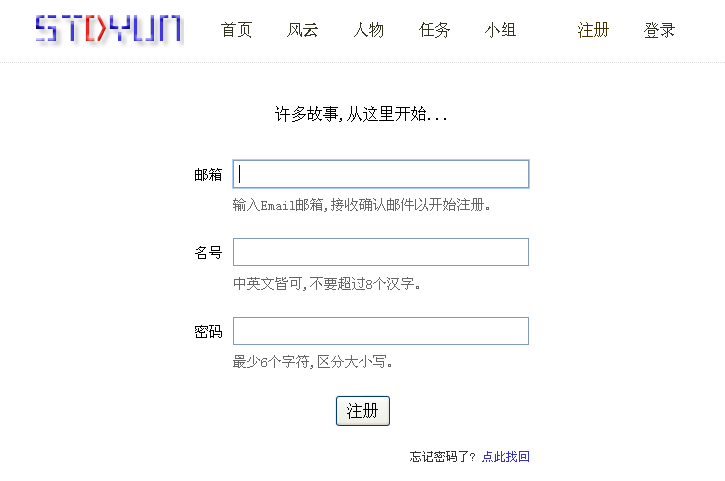 STOYUN 首页 风云 人物 任务 小组 注册 登录
许多故事,从这里开始...
邮箱
输入Email邮箱,接收确认邮件以开始注册。
名号
中英文皆可,不要超过8个汉字。
密码
最少6个字符,区分大小写。
注册
忘记密码了? 点此找回